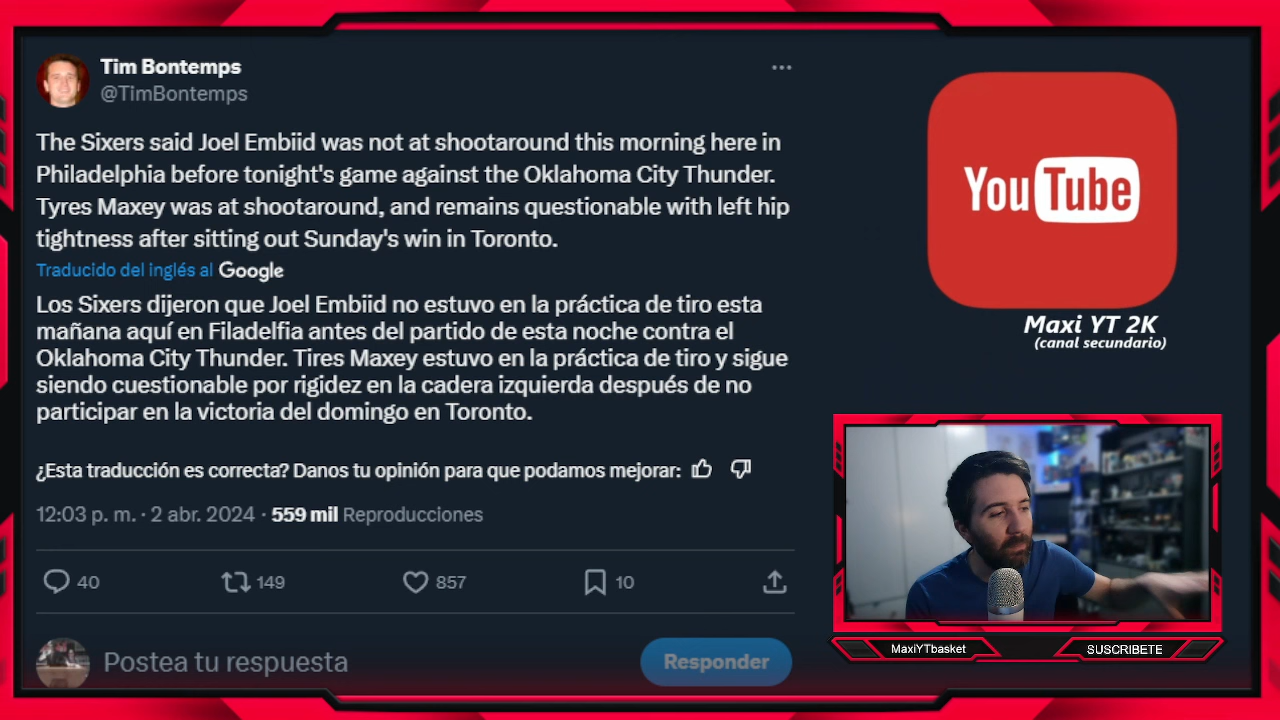 Tim Bontemps
@TimBontemps
The Sixers said Joel Embiid was not at shootaround this morning here in
Philadelphia before tonight's game against the Oklahoma City Thunder.
Tyres Maxey was at shootaround, and remains questionable with left hip
tightness after sitting out Sunday's win in Toronto.
Traducido del inglés al Google
Los Sixers dijeron que Joel Embiid no estuvo en la práctica de tiro esta
mañana aquí en Filadelfia antes del partido de esta noche contra el
Oklahoma City Thunder. Tires Maxey estuvo en la práctica de tiro y sigue
siendo cuestionable por rigidez en la cadera izquierda después de no
participar en la victoria del domingo en Toronto.
¿Esta traducción es correcta? Danos tu opinión para que podamos mejorar:
12:03 p. m. · 2 abr. 2024 · 559 mil Reproducciones
40 149 857 10
Postea tu respuesta
Responder
YouTube
Maxi YT 2K
(canal secundario)
MaxiYTbasket
SUSCRIBETE